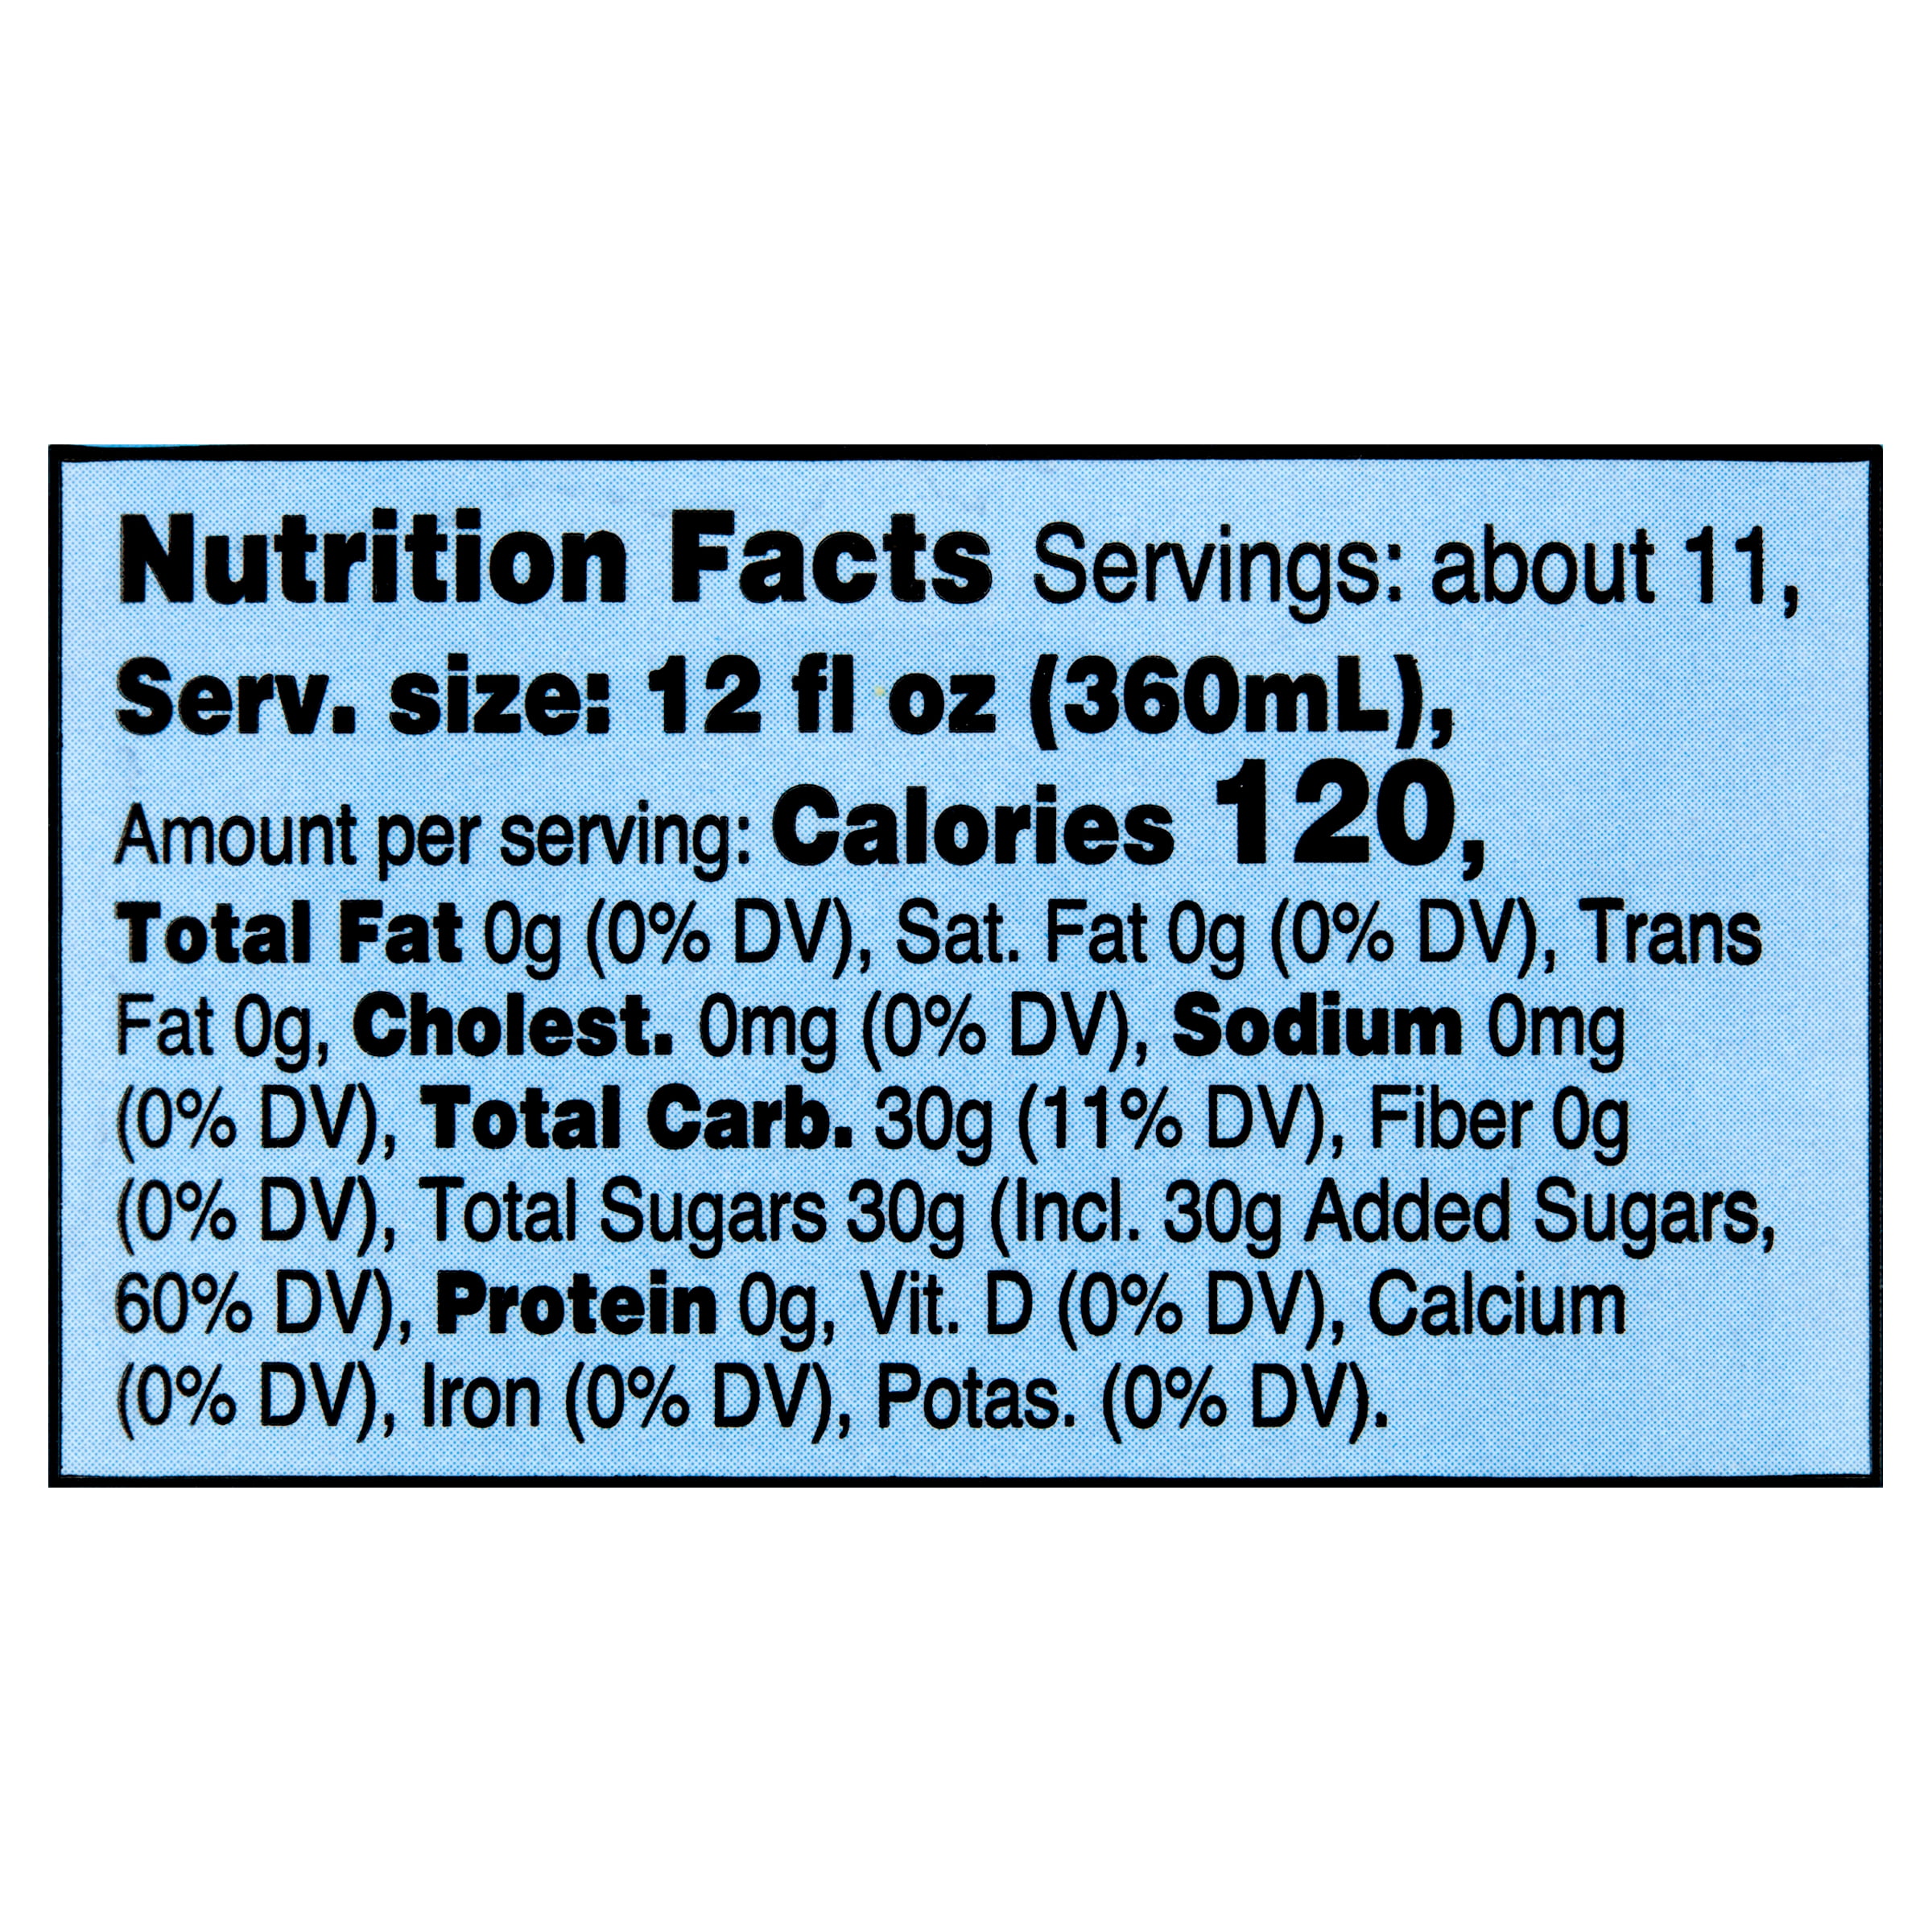 Nutrition Facts Servings: about 11,
Serv. size: 12 fl oz (360mL),
Amount per serving: Calories 120,
Total Fat 0g (0% DV), Sat. Fat 0g (0% DV), Trans
Fat 0g, Cholest. 0mg (0% DV), Sodium 0mg
(0% DV), Total Carb. 30g (11% DV), Fiber 0g
(0% DV), Total Sugars 30g (Incl. 30g Added Sugars,
60% DV), Protein 0g, Vit. D (0% DV), Calcium
(0% DV), Iron (0% DV), Potas. (0% DV).